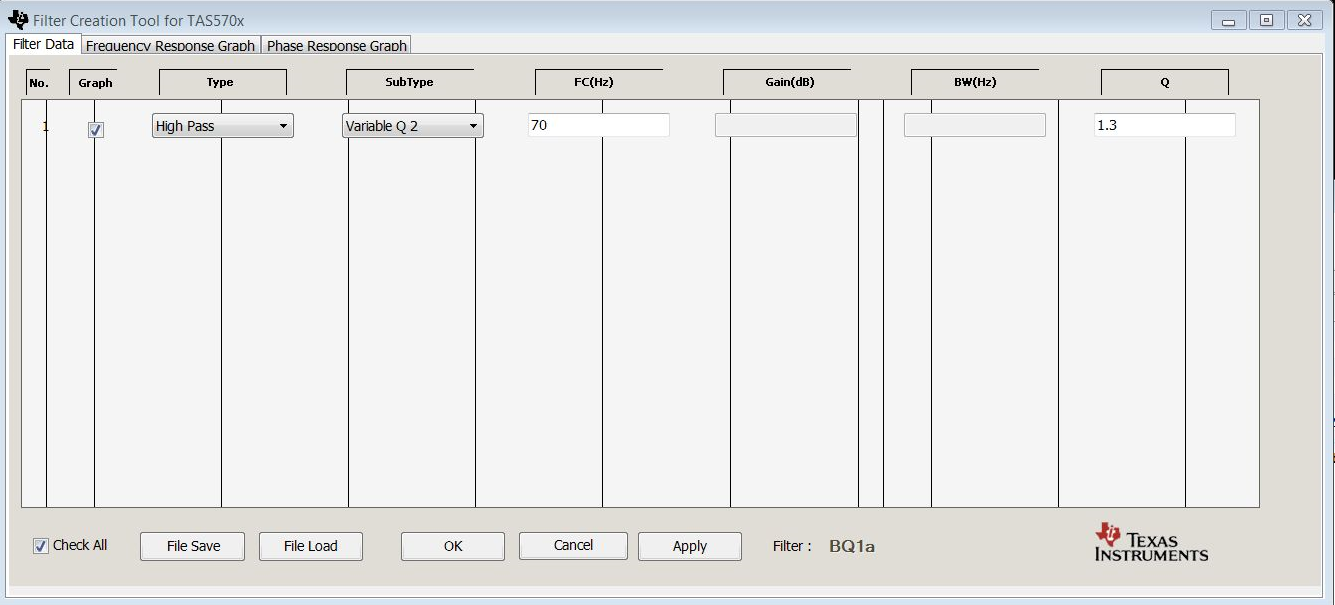 Filter Creation Tool for TAS570x
Filter Data Frequency Response Graph Phase Response Graph
No. Graph Type SubType FC(Hz) Gain(dB) BW(Hz) Q
1 High Pass Variable Q 2 70 1.3
Check All File Save File Load OK Cancel Apply Filter : BQ1a
TEXAS
INSTRUMENTS